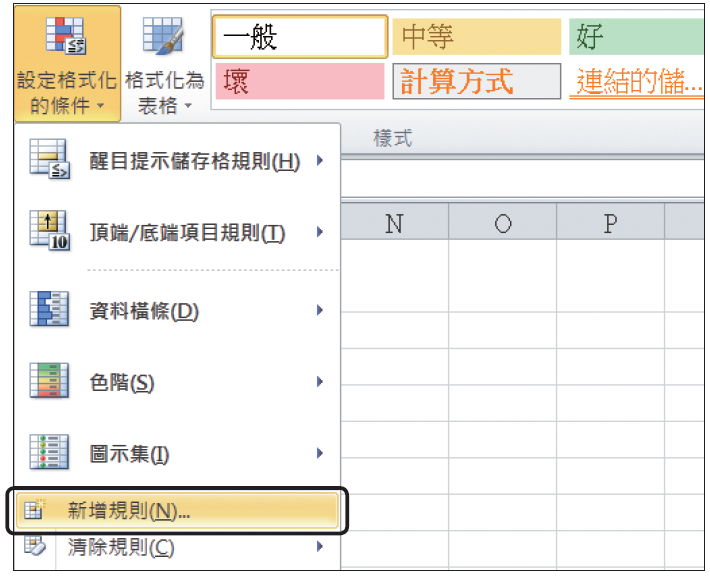 設定格式化
的條件
格式化為
表格
一般
中等
好
壞
計算方式
連結的儲...
樣式
醒目提示儲存格規則(H)
頂端/底端項目規則(T)
資料橫條(D)
色階(S)
圖示集(I)
新增規則(N)...
清除規則(C)
N
O
P